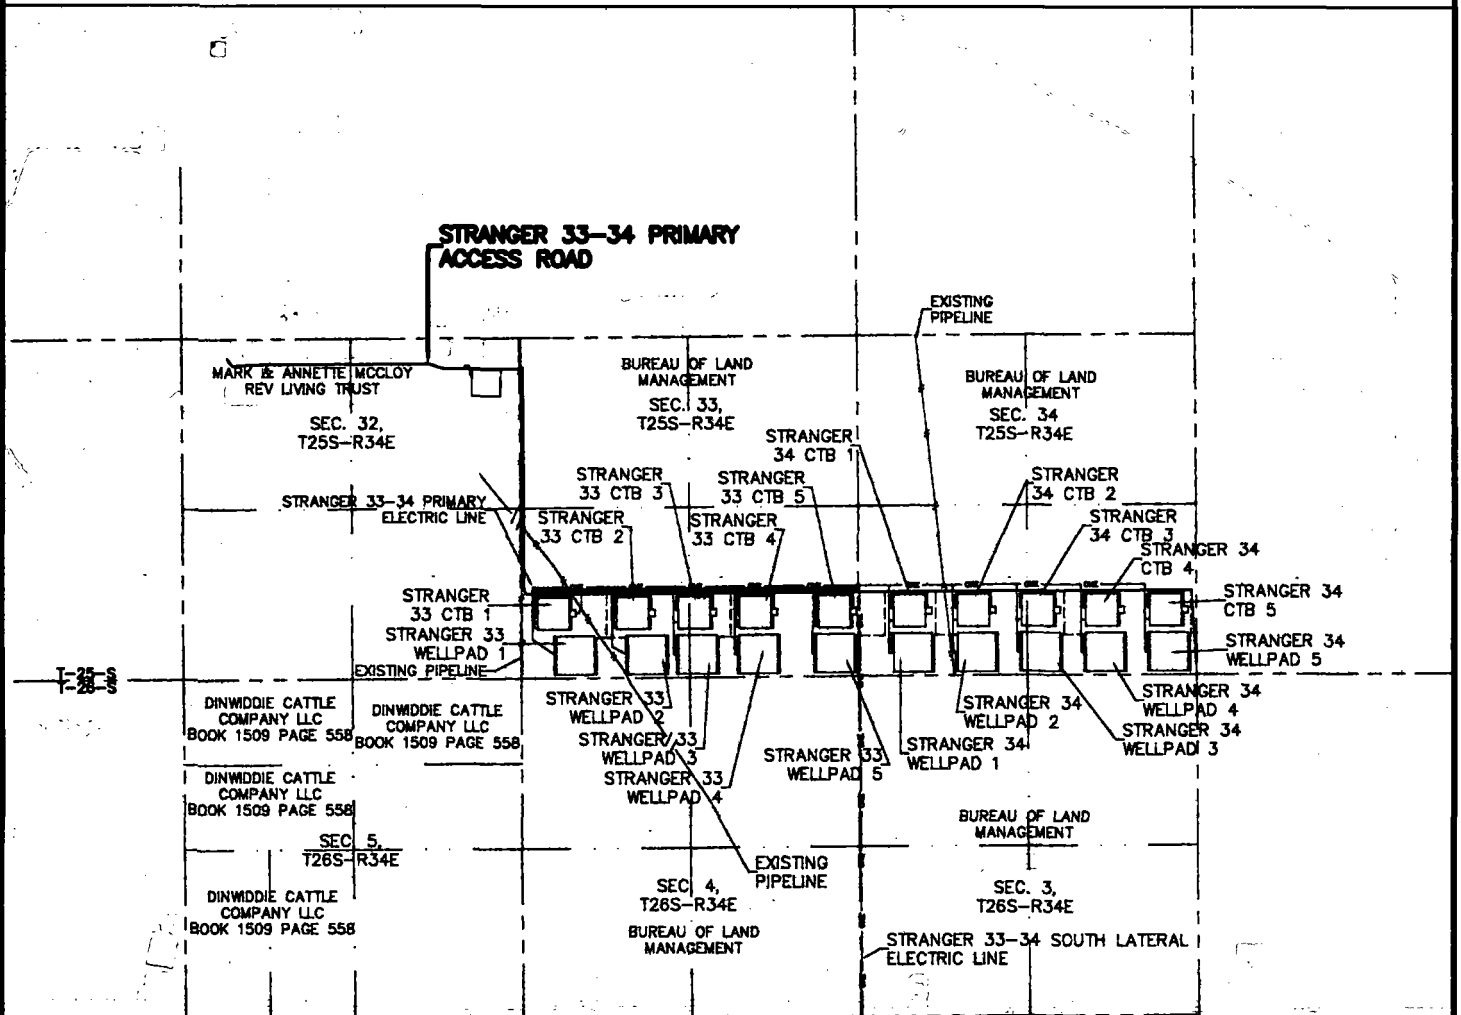 STRANGER 33-34 PRIMARY
ACCESS ROAD
EXISTING
PIPELINE
MARK & ANNETTE MCCLOY
REV LIVING TRUST
SEC. 32,
T25S-R34E
BUREAU OF LAND
MANAGEMENT
SEC. 33,
T25S-R34E
BUREAU OF LAND
MANAGEMENT
SEC. 34
T25S-R34E
STRANGER
34 CTB 1
STRANGER
33 CTB 3
STRANGER
33 CTB 5
STRANGER
34 CTB 2
STRANGER 33-34 PRIMARY
ELECTRIC LINE
STRANGER
33 CTB 2
STRANGER
33 CTB 4
STRANGER
34 CTB 3
STRANGER 34
CTB 4
STRANGER
33 CTB 1
STRANGER 34
CTB 5
STRANGER 33
WELLPAD 1
STRANGER 34
WELLPAD 5
EXISTING PIPELINE
T-25-S
T-26-S
DINWIDDIE CATTLE
COMPANY LLC
BOOK 1509 PAGE 558
DINWIDDIE CATTLE
COMPANY LLC
BOOK 1509 PAGE 558
STRANGER 33
WELLPAD 2
STRANGER 34
WELLPAD 2
STRANGER 34
WELLPAD 4
STRANGER 33
WELLPAD 3
STRANGER 33
WELLPAD 5
STRANGER 34
WELLPAD 1
STRANGER 34
WELLPAD 3
STRANGER 33
WELLPAD 4
DINWIDDIE CATTLE
COMPANY LLC
BOOK 1509 PAGE 558
SEC. 5,
T26S-R34E
BUREAU OF LAND
MANAGEMENT
EXISTING
PIPELINE
DINWIDDIE CATTLE
COMPANY LLC
BOOK 1509 PAGE 558
SEC. 4,
T26S-R34E
BUREAU OF LAND
MANAGEMENT
SEC. 3,
T26S-R34E
STRANGER 33-34 SOUTH LATERAL
ELECTRIC LINE